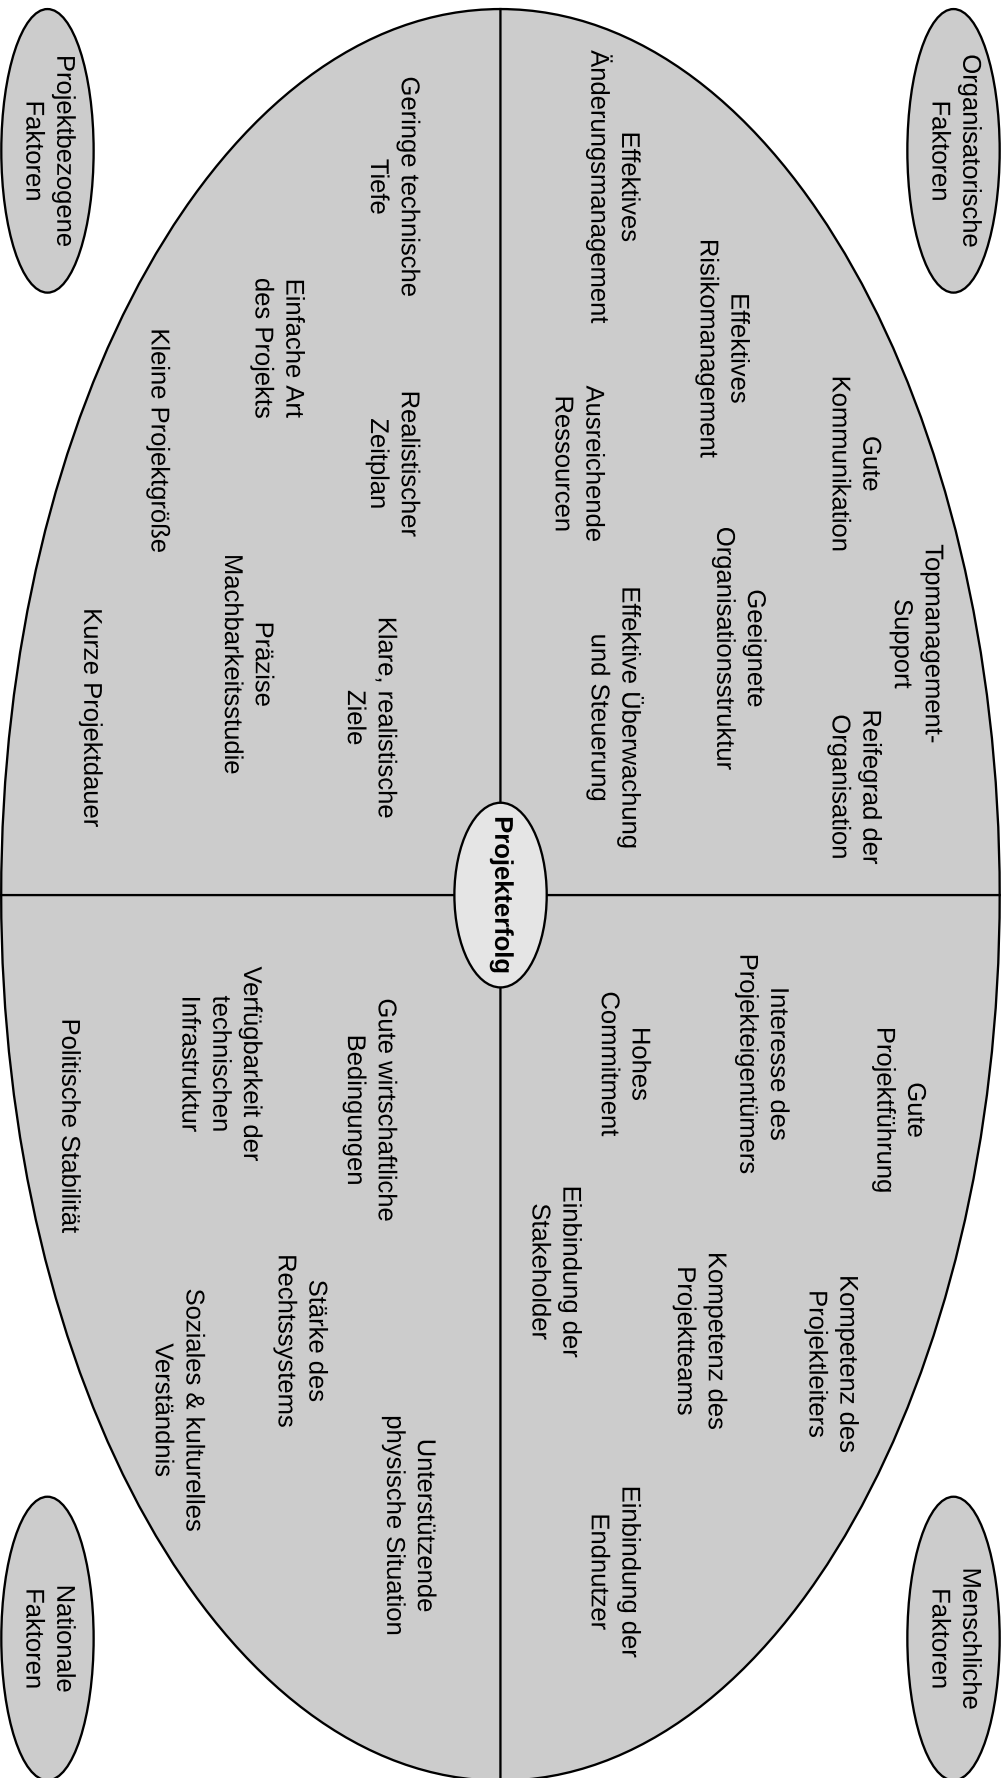 Organisatorische
Faktoren
Menschliche
Faktoren
Topmanagement-
Support
Gute
Kommunikation
Reifegrad der
Organisation
Effektives
Risikomanagement
Geeignete
Organisationsstruktur
Effektives
Änderungsmanagement
Ausreichende
Ressourcen
Effektive Überwachung
und Steuerung
Gute
Projektführung
Kompetenz des
Projektleiters
Interesse des
Projekteigentümers
Kompetenz des
Projektteams
Hohes
Commitment
Einbindung der
Endnutzer
Einbindung der
Stakeholder
Projekterfolg
Geringe technische
Tiefe
Realistischer
Zeitplan
Klare, realistische
Ziele
Einfache Art
des Projekts
Präzise
Machbarkeitsstudie
Kleine Projektgröße
Kurze Projektdauer
Unterstützende
physische Situation
Gute wirtschaftliche
Bedingungen
Stärke des
Rechtssystems
Verfügbarkeit der
technischen
Infrastruktur
Soziales & kulturelles
Verständnis
Politische Stabilität
Projektbezogene
Faktoren
Nationale
Faktoren